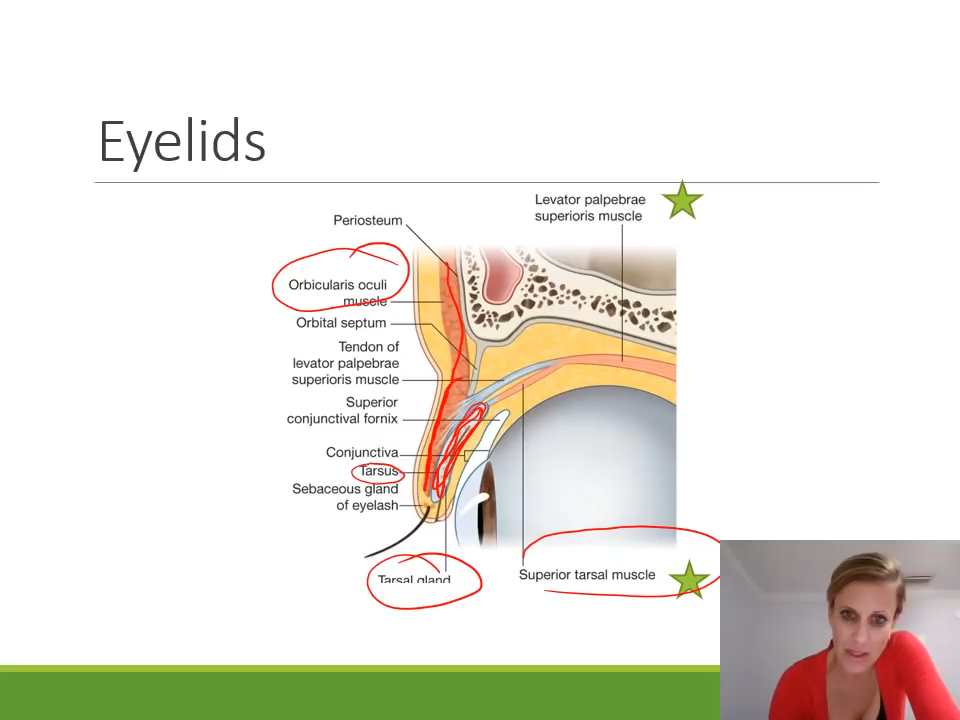 Eyelids
Levator palpebrae
superioris muscle
Periosteum
Orbicularis oculi
muscle
Orbital septum
Tendon of
levator palpebrae
superioris muscle
Superior
conjunctival fornix
Conjunctiva
Tarsus
Sebaceous gland
of eyelash
Tarsal gland
Superior tarsal muscle